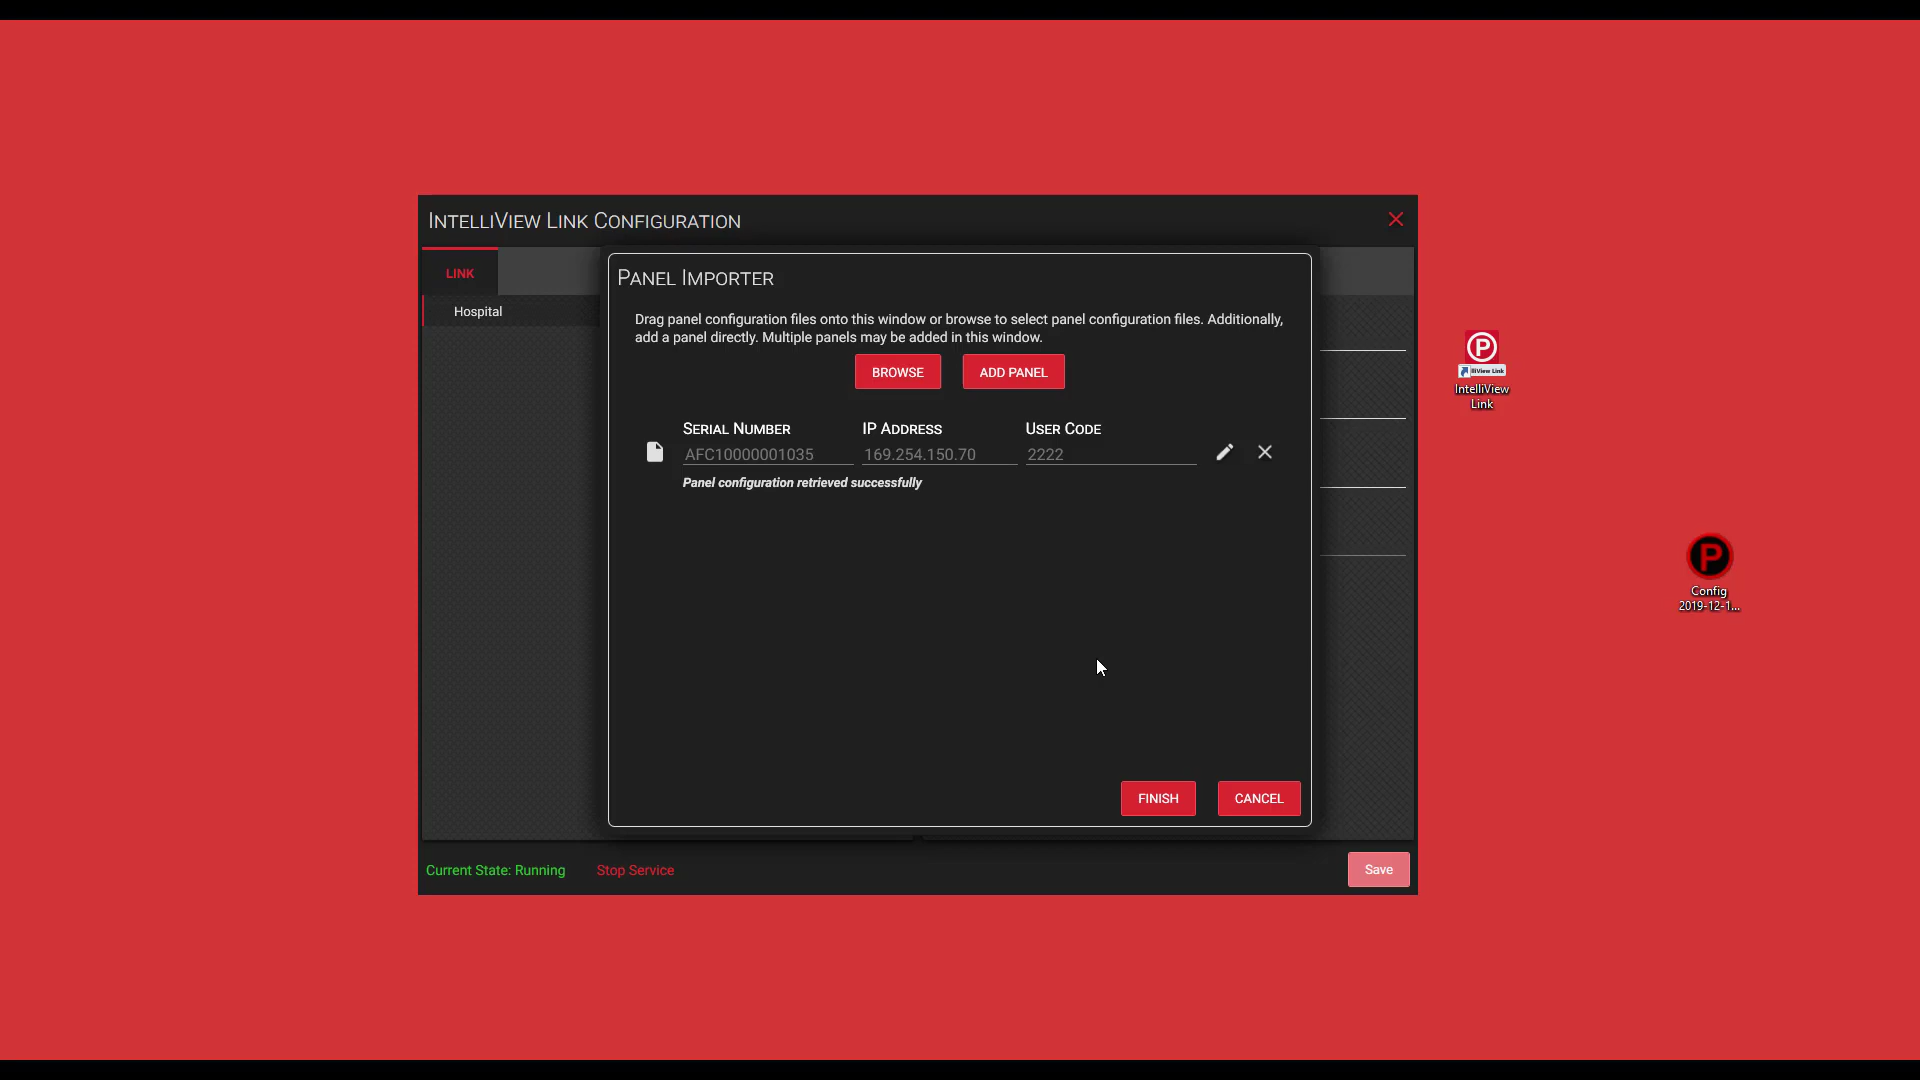 INTELLIVIEW LINK CONFIGURATION
LINK
Hospital
PANEL IMPORTER
Drag panel configuration files onto this window or browse to select panel configuration files. Additionally,
add a panel directly. Multiple panels may be added in this window.
BROWSE
ADD PANEL
SERIAL NUMBER
IP ADDRESS
USER CODE
AFC10000001035
169.254.150.70
2222
Panel configuration retrieved successfully
FINISH
CANCEL
Current State: Running
Stop Service
Save
P
lliView Link
IntelliView
Link
P
Config
2019-12-1...